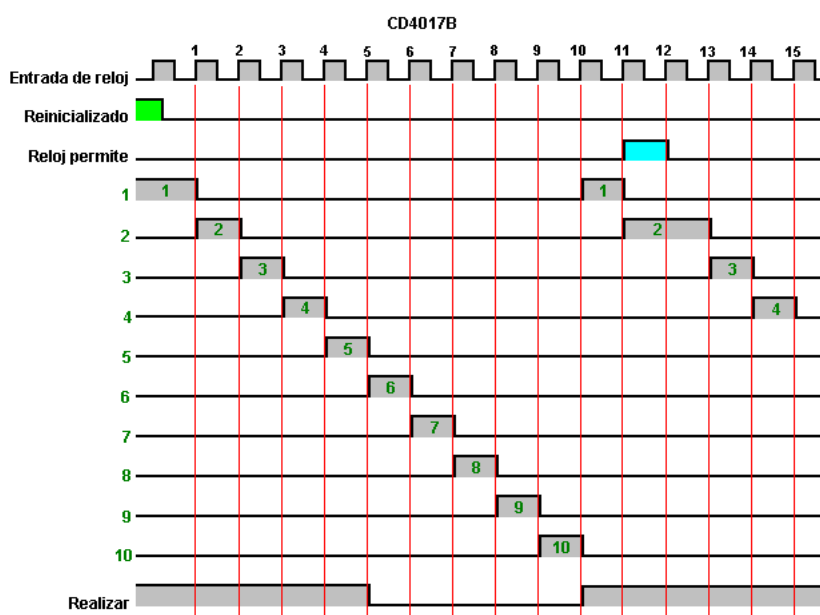 CD4017B
1 2 3 4 5 6 7 8 9 10 11 12 13 14 15
Entrada de reloj
Reinicializado
Reloj permite
1 1 1
2 2 2
3 3 3
4 4 4
5 5
6 6
7 7
8 8
9 9
10 10
Realizar